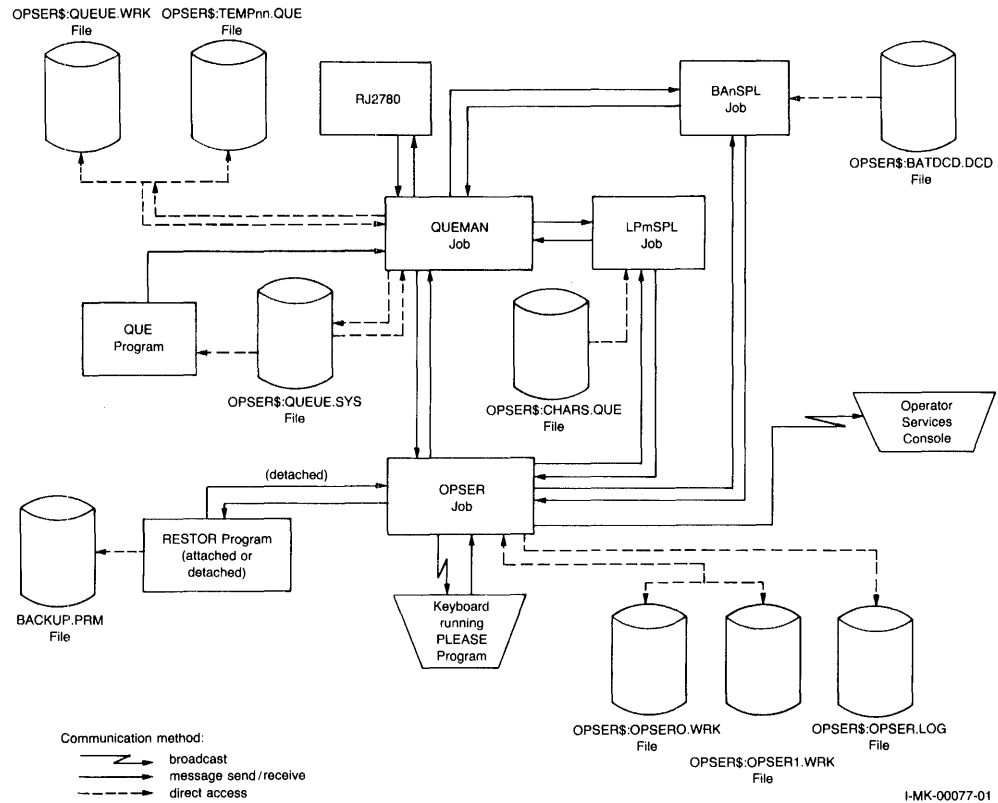 OPSER$:QUEUE.WRK
File
OPSER$:TEMPnn.QUE
File
RJ2780
BAnSPL
Job
OPSER$:BATDCD.DCD
File
QUEMAN
Job
LPmSPL
Job
QUE
Program
OPSER$:QUEUE.SYS
File
OPSER$:CHARS.QUE
File
Operator
Services
Console
(detached)
OPSER
Job
RESTOR Program
(attached or
detached)
BACKUP.PRM
File
Keyboard
running
PLEASE
Program
OPSER$:OPSER0.WRK
File
OPSER$:OPSER1.WRK
File
OPSER$:OPSER.LOG
File
Communication method:
broadcast
message send/receive
direct access
I-MK-00077-01